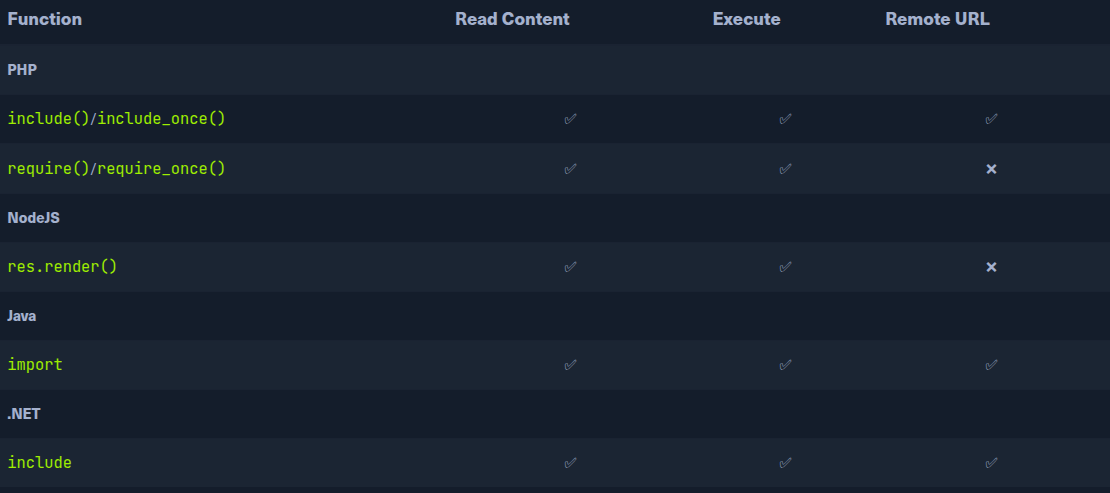 Function Read Content Execute Remote URL
PHP
include()/include_once() ✅ ✅ ✅
require()/require_once() ✅ ✅ ❌
NodeJS
res.render() ✅ ✅ ❌
Java
import ✅ ✅ ✅
.NET
include ✅ ✅ ✅